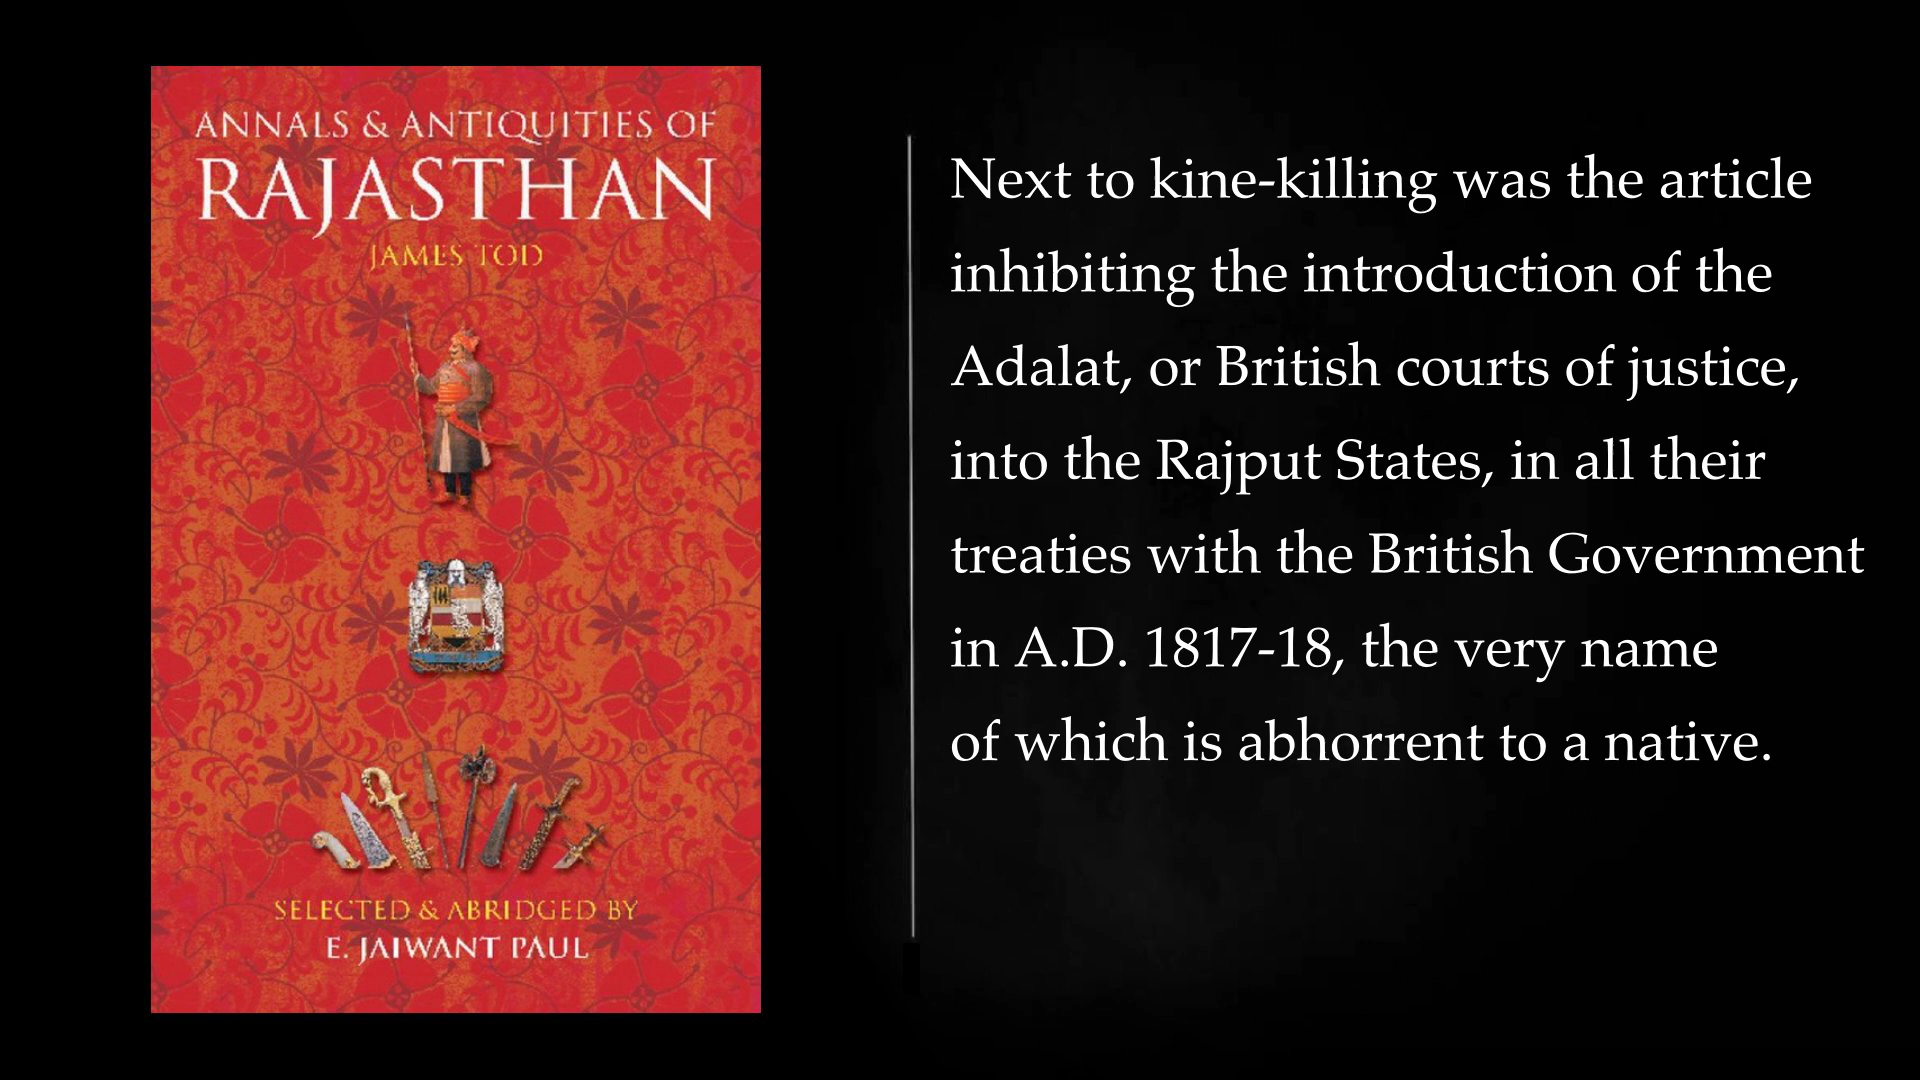 ANNALS & ANTIQUITIES OF
RAJASTHAN
JAMES TOD
SELECTED & ABRIDGED BY
E. JAIWANT PAUL
Next to kine-killing was the article
inhibiting the introduction of the
Adalat, or British courts of justice,
into the Rajput States, in all their
treaties with the British Government
in A.D. 1817-18, the very name
of which is abhorrent to a native.